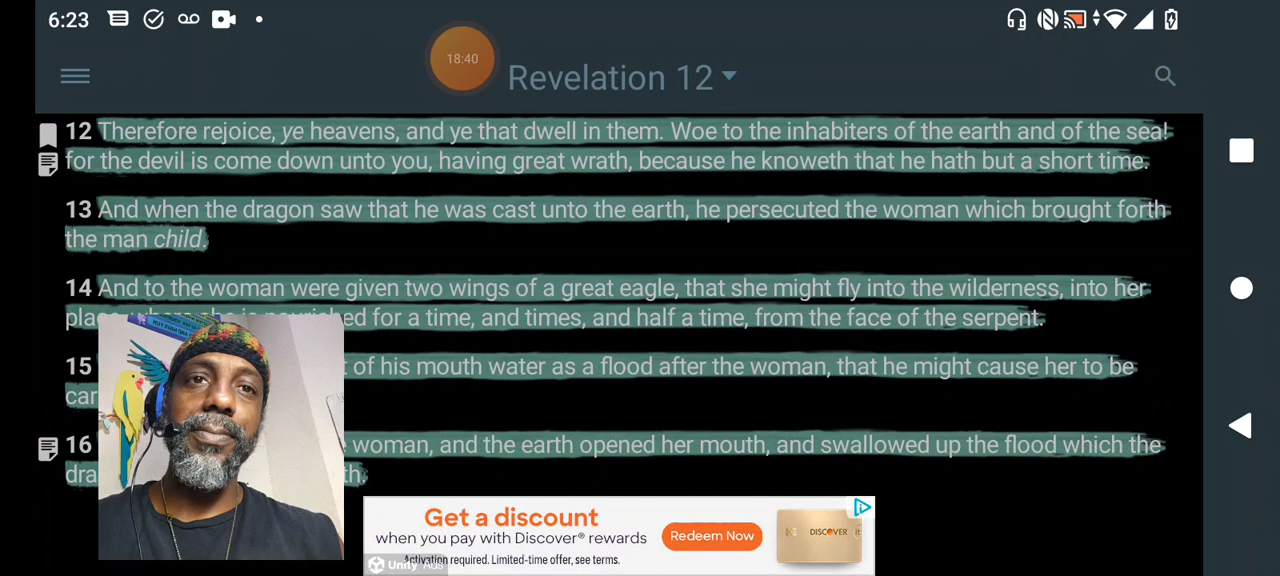 6:23
18:40
Revelation 12
12 Therefore rejoice, ye heavens, and ye that dwell in them. Woe to the inhabiters of the earth and of the sea!
for the devil is come down unto you, having great wrath, because he knoweth that he hath but a short time.
13 And when the dragon saw that he was cast unto the earth, he persecuted the woman which brought forth
the man child.
14 And to the woman were given two wings of a great eagle, that she might fly into the wilderness, into her
for a time, and times, and half a time, from the face of the serpent.
15 of his mouth water as a flood after the woman, that he might cause her to be
16 woman, and the earth opened her mouth, and swallowed up the flood which the
Get a discount
when you pay with Discover® rewards
Activation required. Limited-time offer, see terms.
Redeem Now
DISCOVER it
Unity Ads